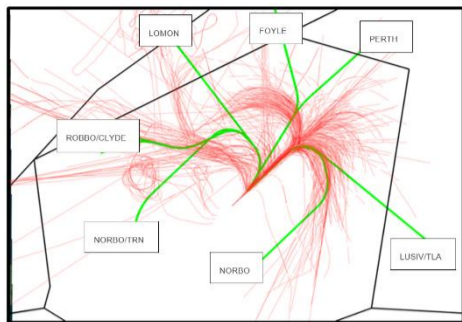 LOMON
FOYLE
PERTH
ROBBO/CLYDE
NORBO/TRN
NORBO
LUSIV/TLA